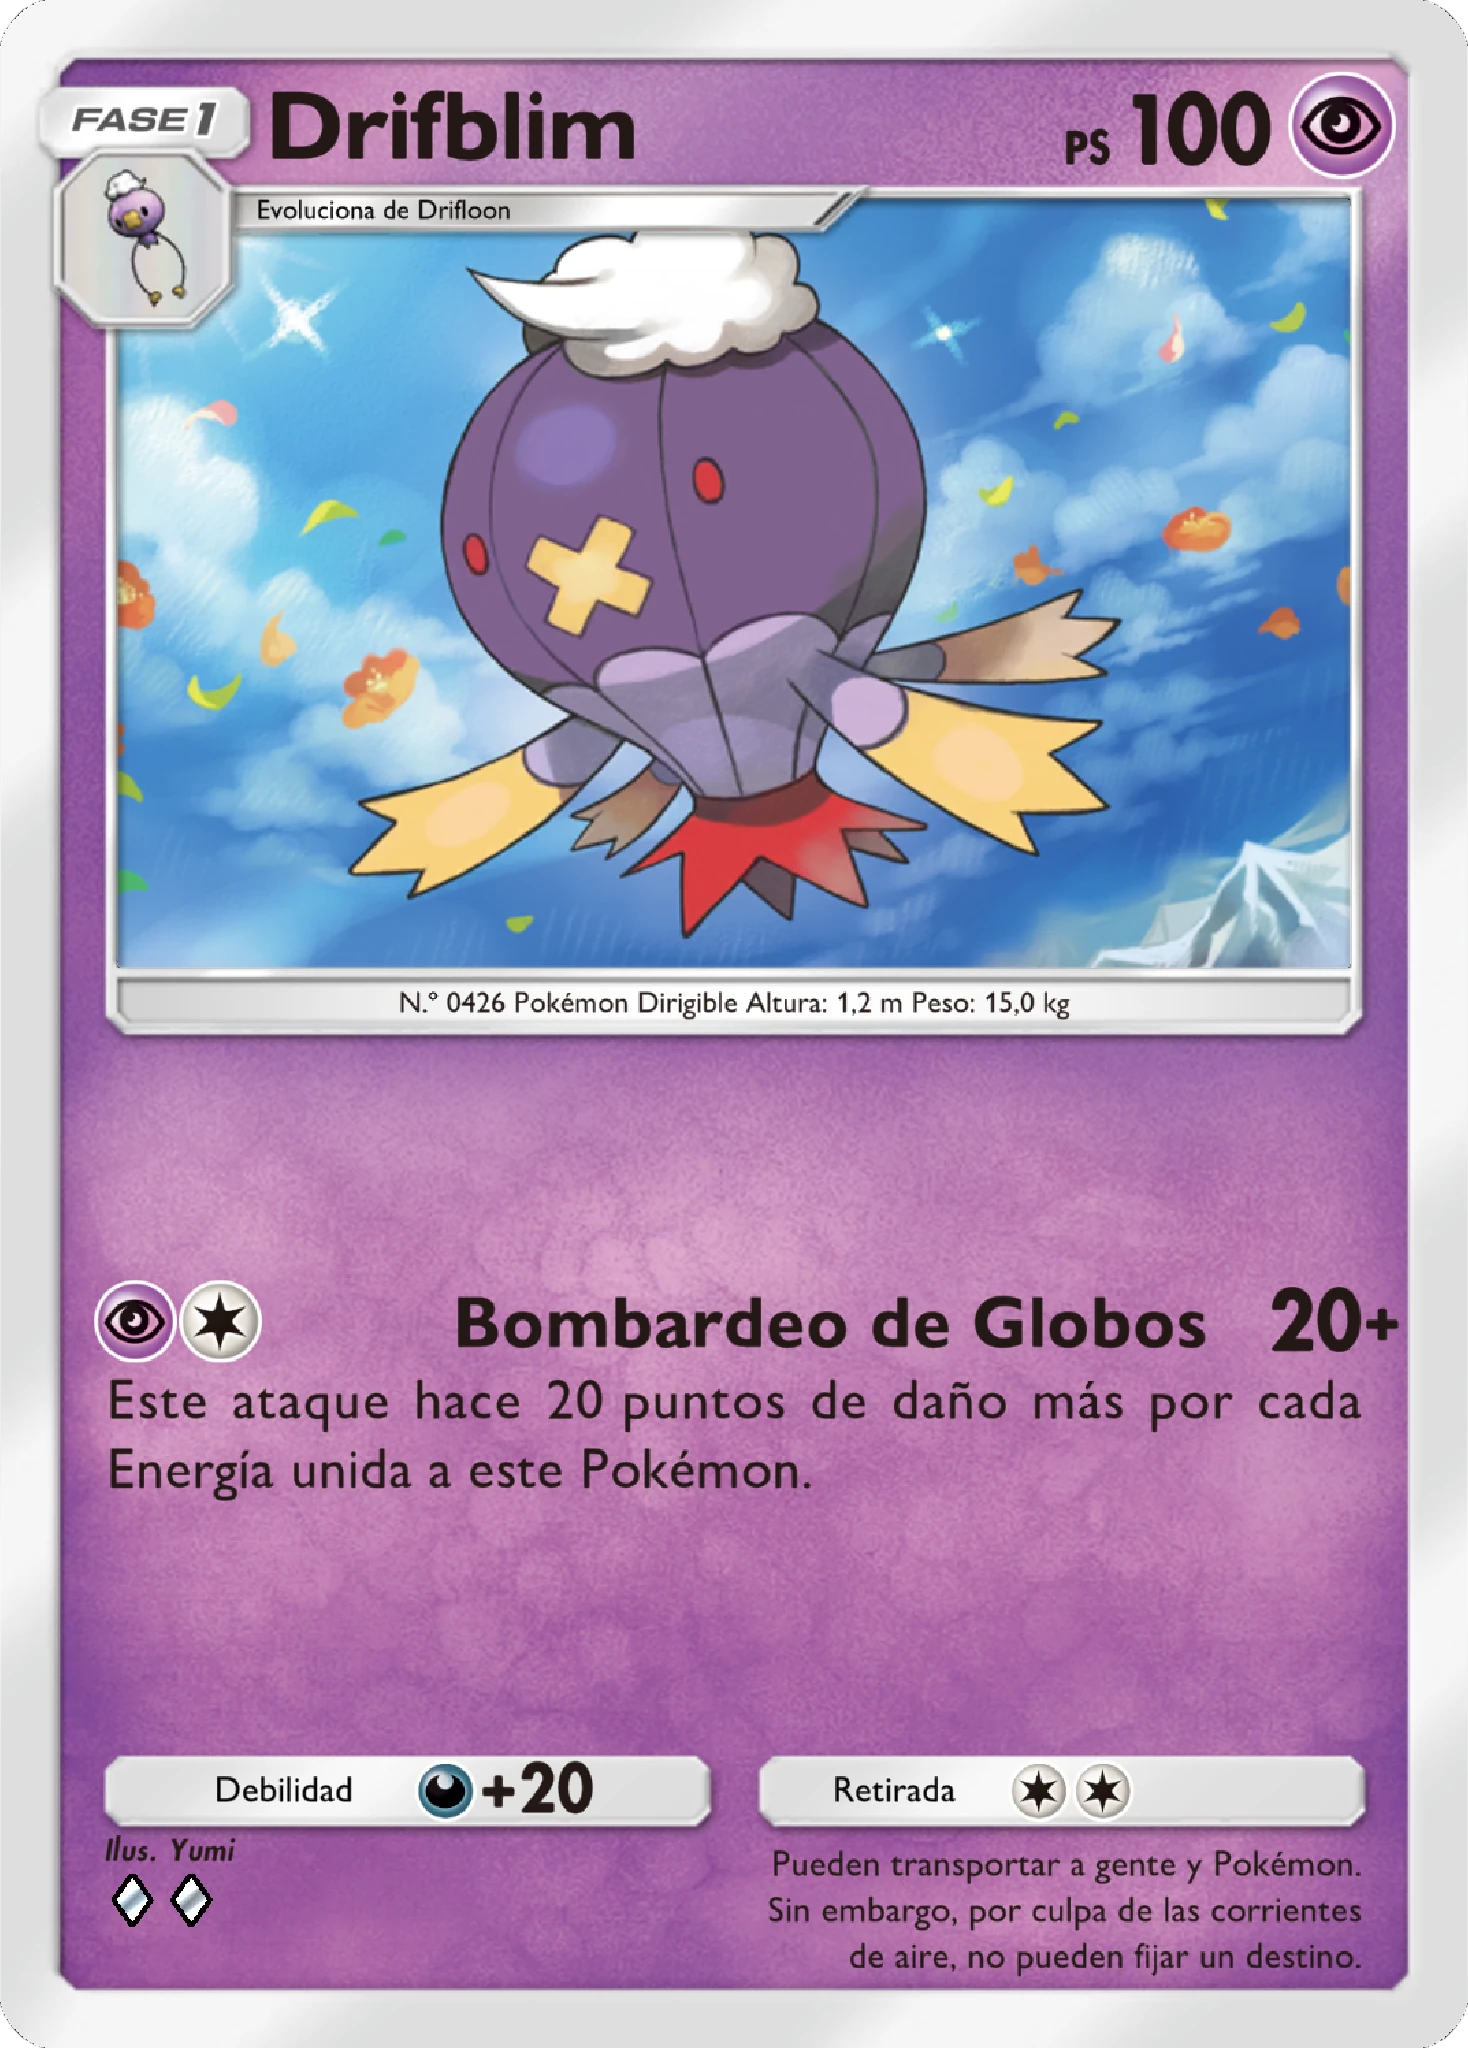 FASE 1
Drifblim
PS 100
Evoluciona de Drifloon
N.º 0426 Pokémon Dirigible Altura: 1,2 m Peso: 15,0 kg
Bombardeo de Globos 20+
Este ataque hace 20 puntos de daño más por cada
Energía unida a este Pokémon.
Debilidad +20
Retirada
Ilus. Yumi
Pueden transportar a gente y Pokémon.
Sin embargo, por culpa de las corrientes
de aire, no pueden fijar un destino.